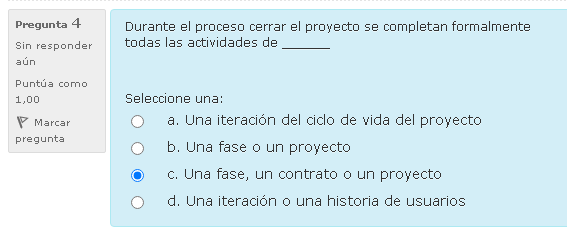 Pregunta 4
Sin responder
aún
Puntúa como
1,00
Marcar
pregunta
Durante el proceso cerrar el proyecto se completan formalmente
todas las actividades de ______
Seleccione una:
a. Una iteración del ciclo de vida del proyecto
b. Una fase o un proyecto
c. Una fase, un contrato o un proyecto
d. Una iteración o una historia de usuarios